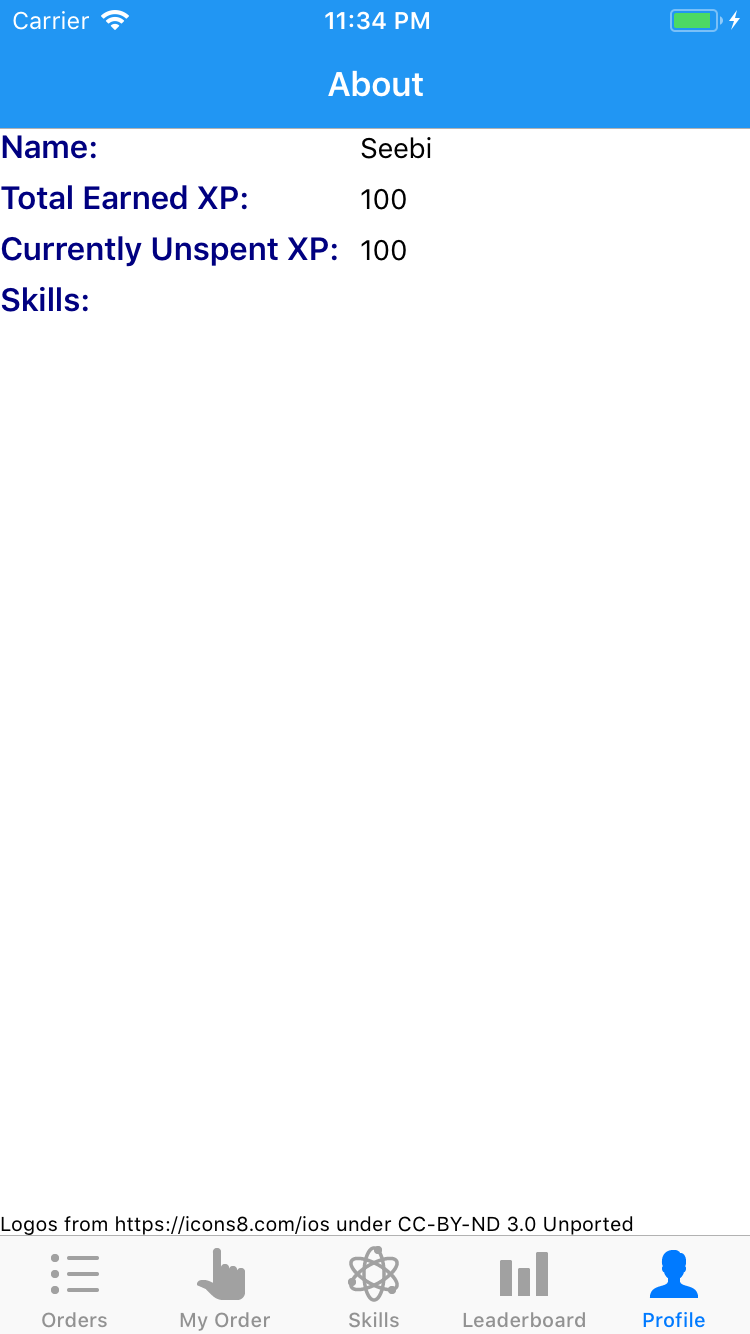 Carrier 11:34 PM
About
Name: Seebi
Total Earned XP: 100
Currently Unspent XP: 100
Skills:
Logos from https://icons8.com/ios under CC-BY-ND 3.0 Unported
Orders My Order Skills Leaderboard Profile